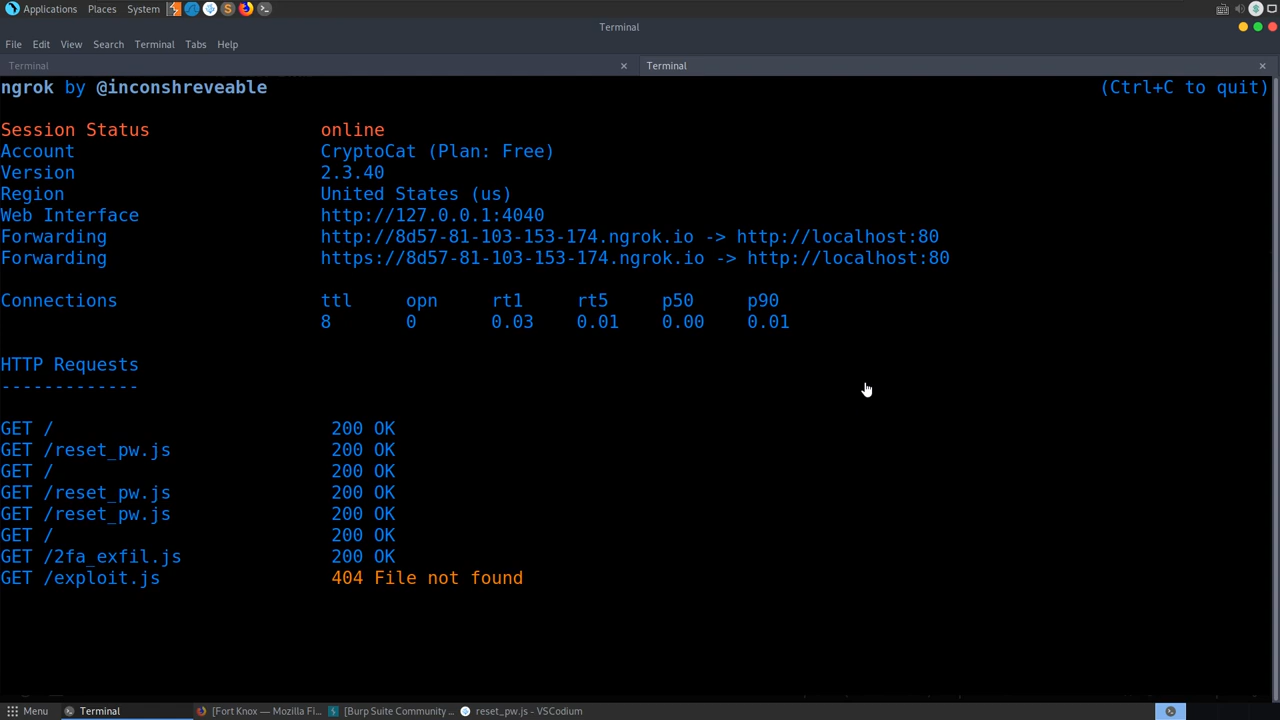 Applications Places System
Terminal
File Edit View Search Terminal Tabs Help
Terminal × Terminal ×
ngrok by @inconshreveable (Ctrl+C to quit)
Session Status online
Account CryptoCat (Plan: Free)
Version 2.3.40
Region United States (us)
Web Interface http://127.0.0.1:4040
Forwarding http://8d57-81-103-153-174.ngrok.io -> http://localhost:80
Forwarding https://8d57-81-103-153-174.ngrok.io -> http://localhost:80
Connections ttl opn rt1 rt5 p50 p90
8 0 0.03 0.01 0.00 0.01
HTTP Requests
-------------
GET / 200 OK
GET /reset_pw.js 200 OK
GET / 200 OK
GET /reset_pw.js 200 OK
GET /reset_pw.js 200 OK
GET / 200 OK
GET /2fa_exfil.js 200 OK
GET /exploit.js 404 File not found
Menu Terminal [Fort Knox — Mozilla Fi... [Burp Suite Community ... reset_pw.js - VSCodium